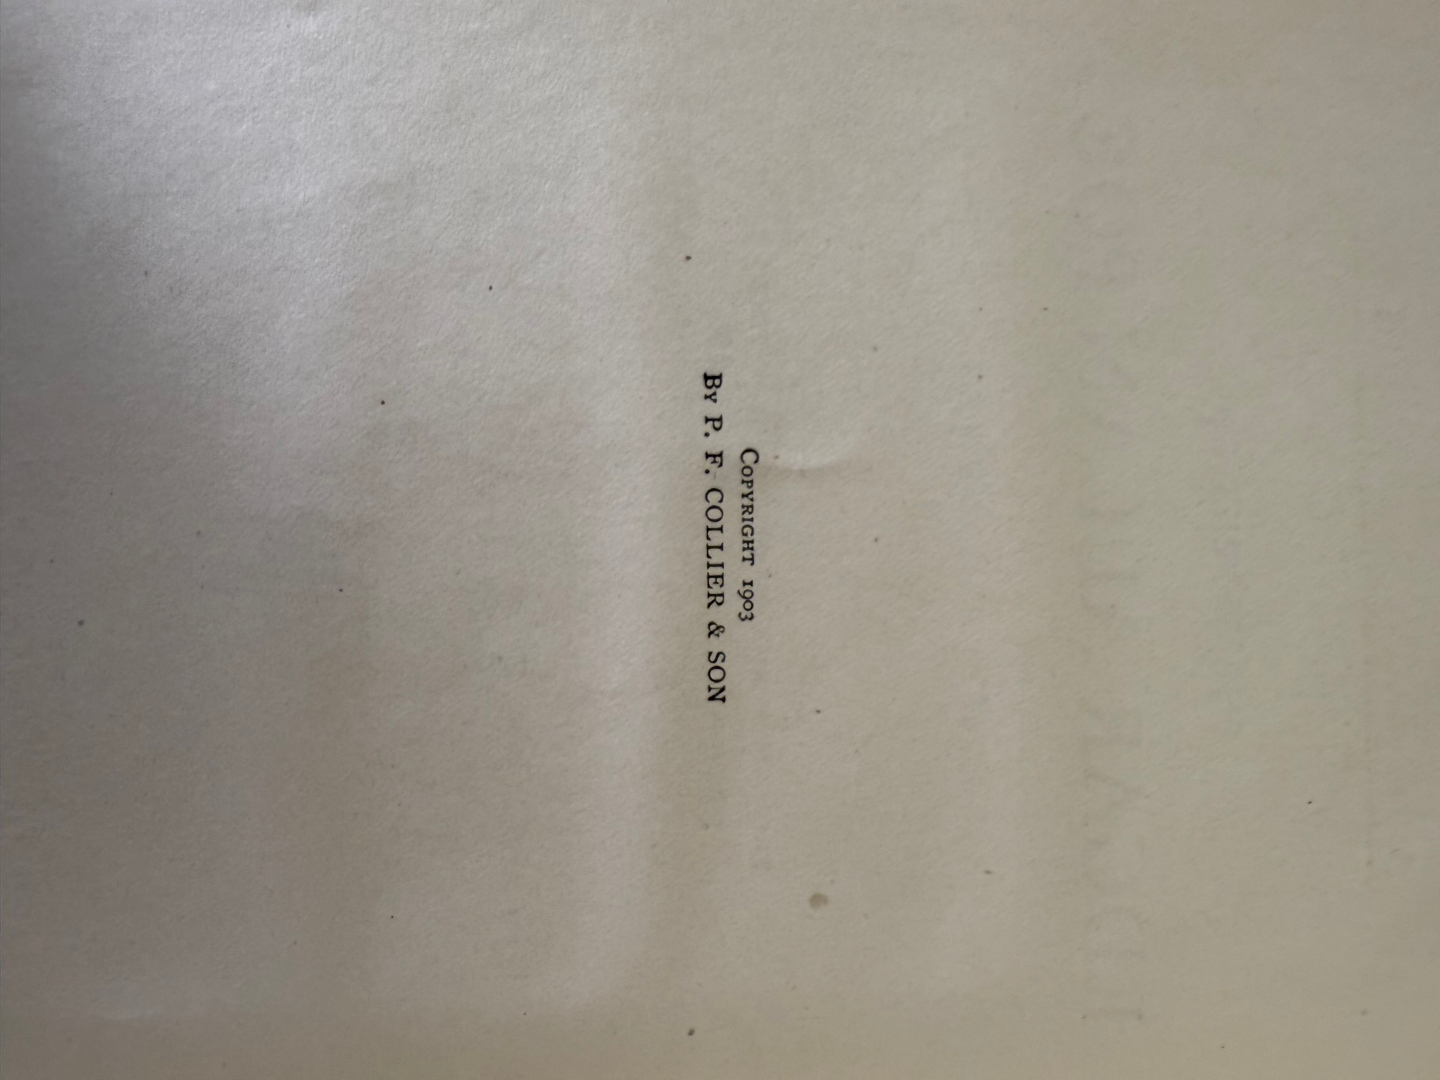 Copyright 1903
By P. F. COLLIER & SON